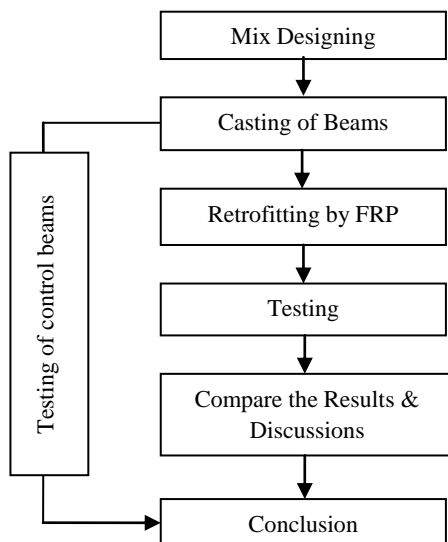 Mix Designing
Casting of Beams
Testing of control beams
Retrofitting by FRP
Testing
Compare the Results &
Discussions
Conclusion